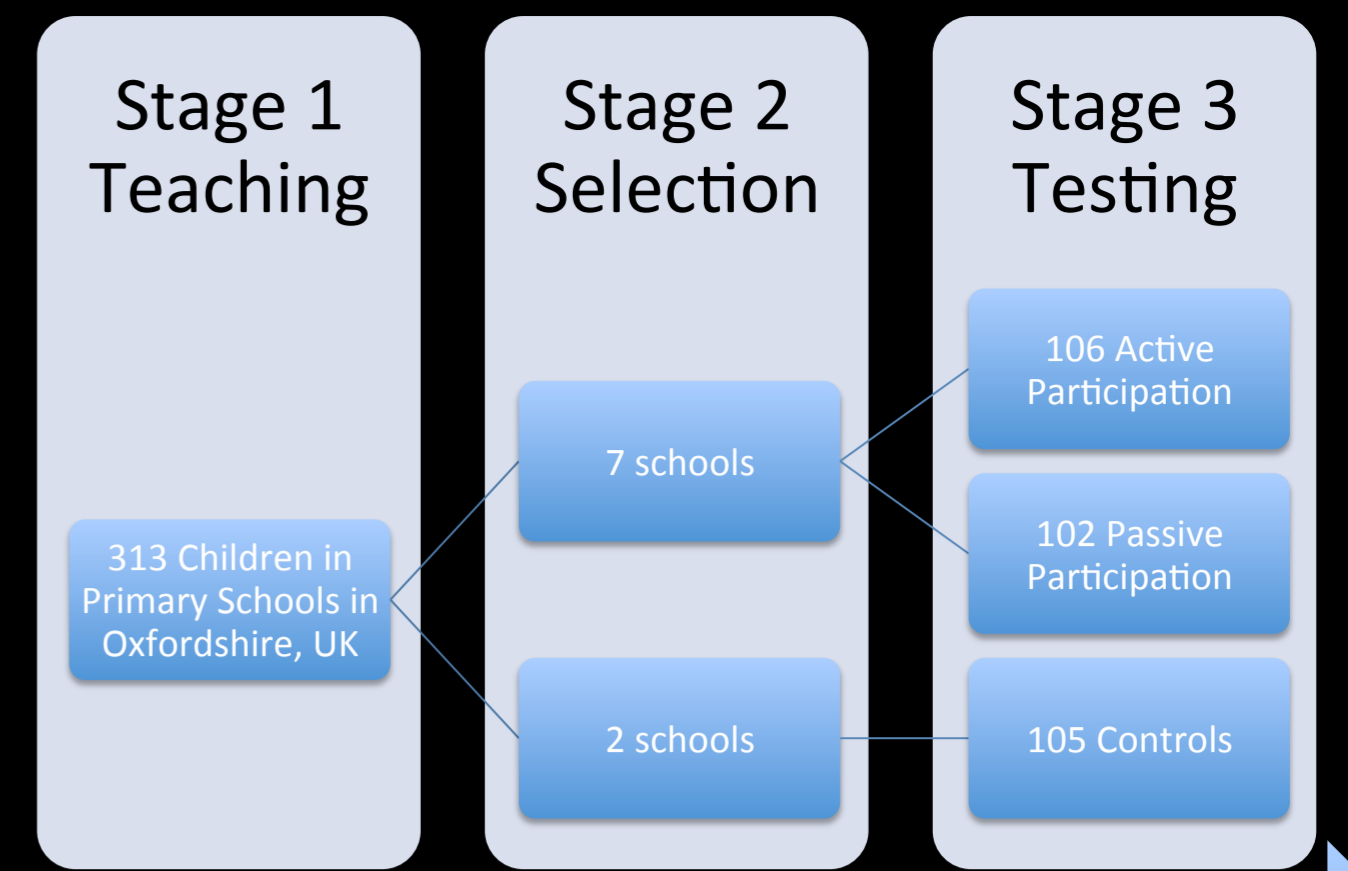 Stage 1
Teaching
313 Children in
Primary Schools in
Oxfordshire, UK
Stage 2
Selection
7 schools
2 schools
Stage 3
Testing
106 Active
Participation
102 Passive
Participation
105 Controls